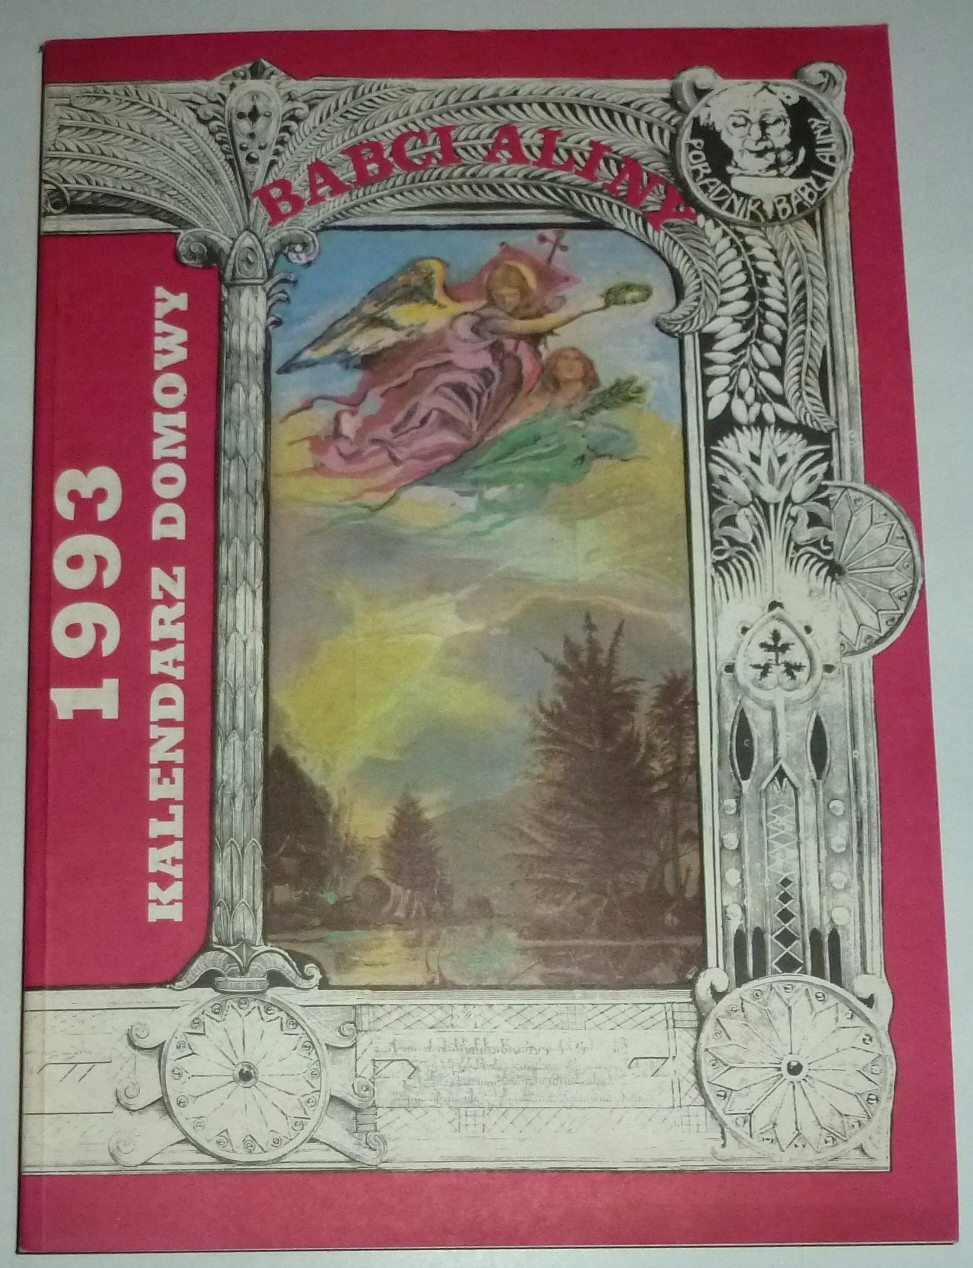 BABCI ALINY
PORADNIK BABCI ALINY
1993
KALENDARZ DOMOWY